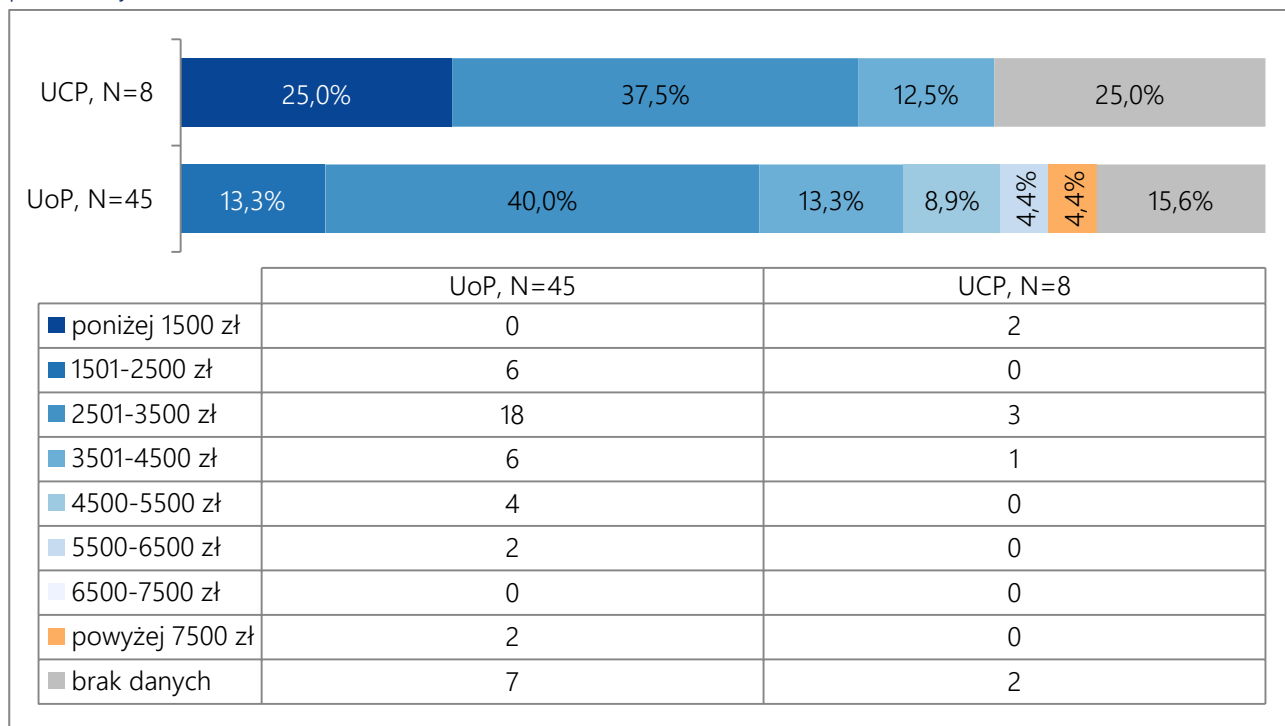 UCP, N=8
25,0% 37,5% 12,5% 25,0%
UoP, N=45
13,3% 40,0% 13,3% 8,9% 4,4% 4,4% 15,6%
UoP, N=45 UCP, N=8
poniżej 1500 zł 0 2
1501-2500 zł 6 0
2501-3500 zł 18 3
3501-4500 zł 6 1
4500-5500 zł 4 0
5500-6500 zł 2 0
6500-7500 zł 0 0
powyżej 7500 zł 2 0
brak danych 7 2